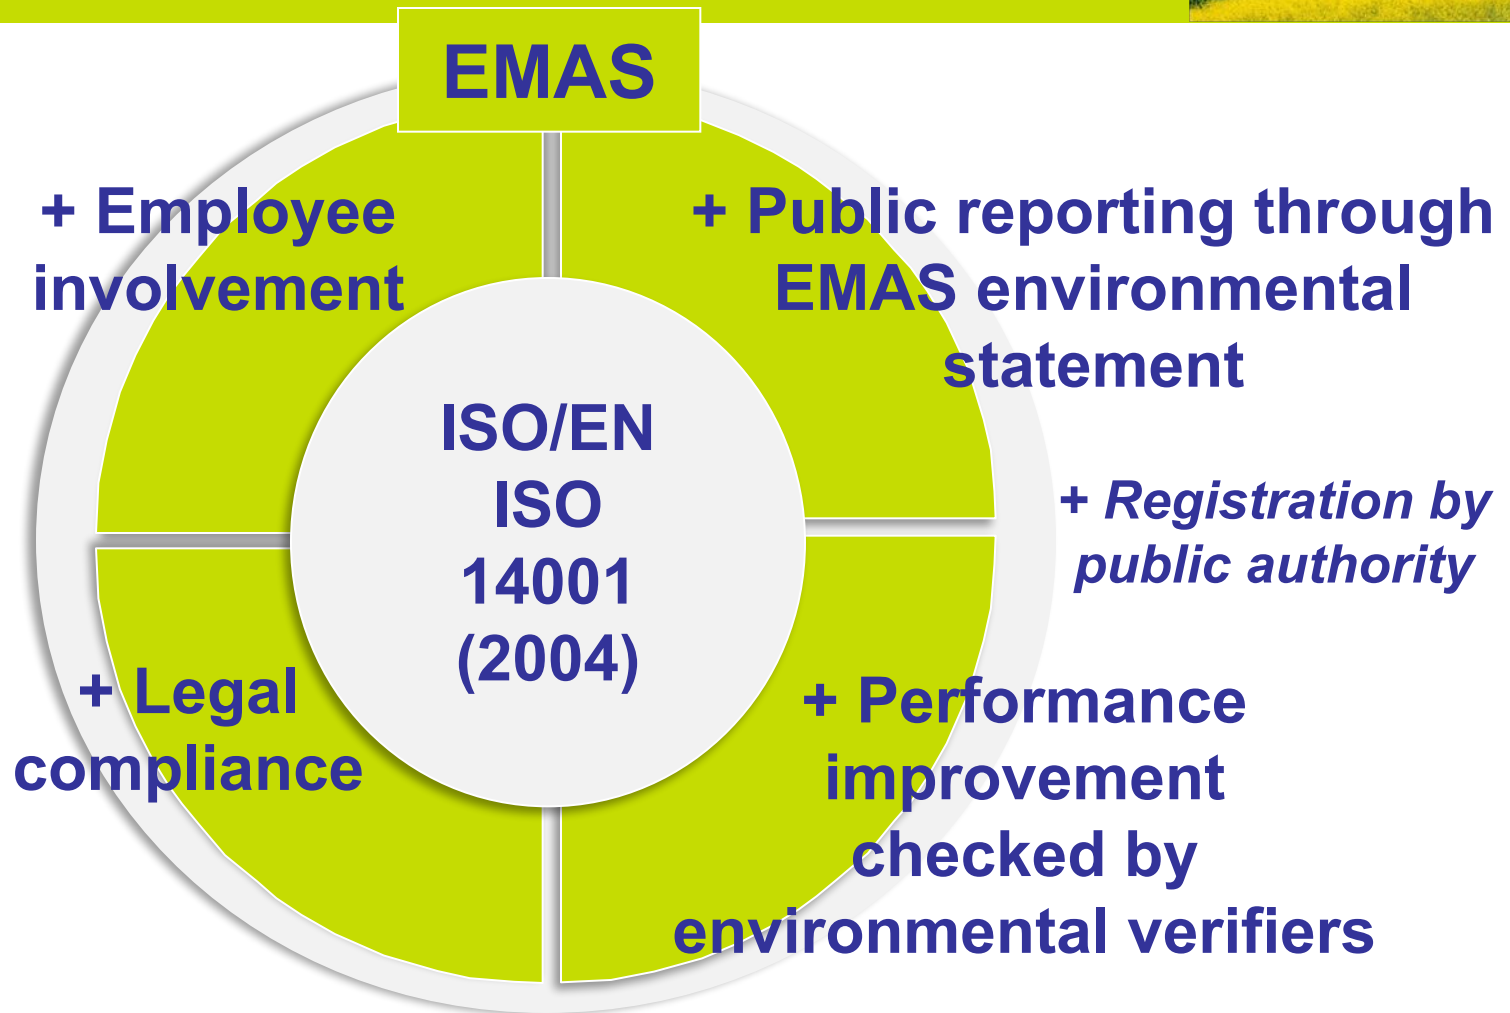 EMAS
+ Employee
involvement
+ Public reporting through
EMAS environmental
statement
ISO/EN
ISO
14001
(2004)
+ Registration by
public authority
+ Legal
compliance
+ Performance
improvement
checked by
environmental verifiers